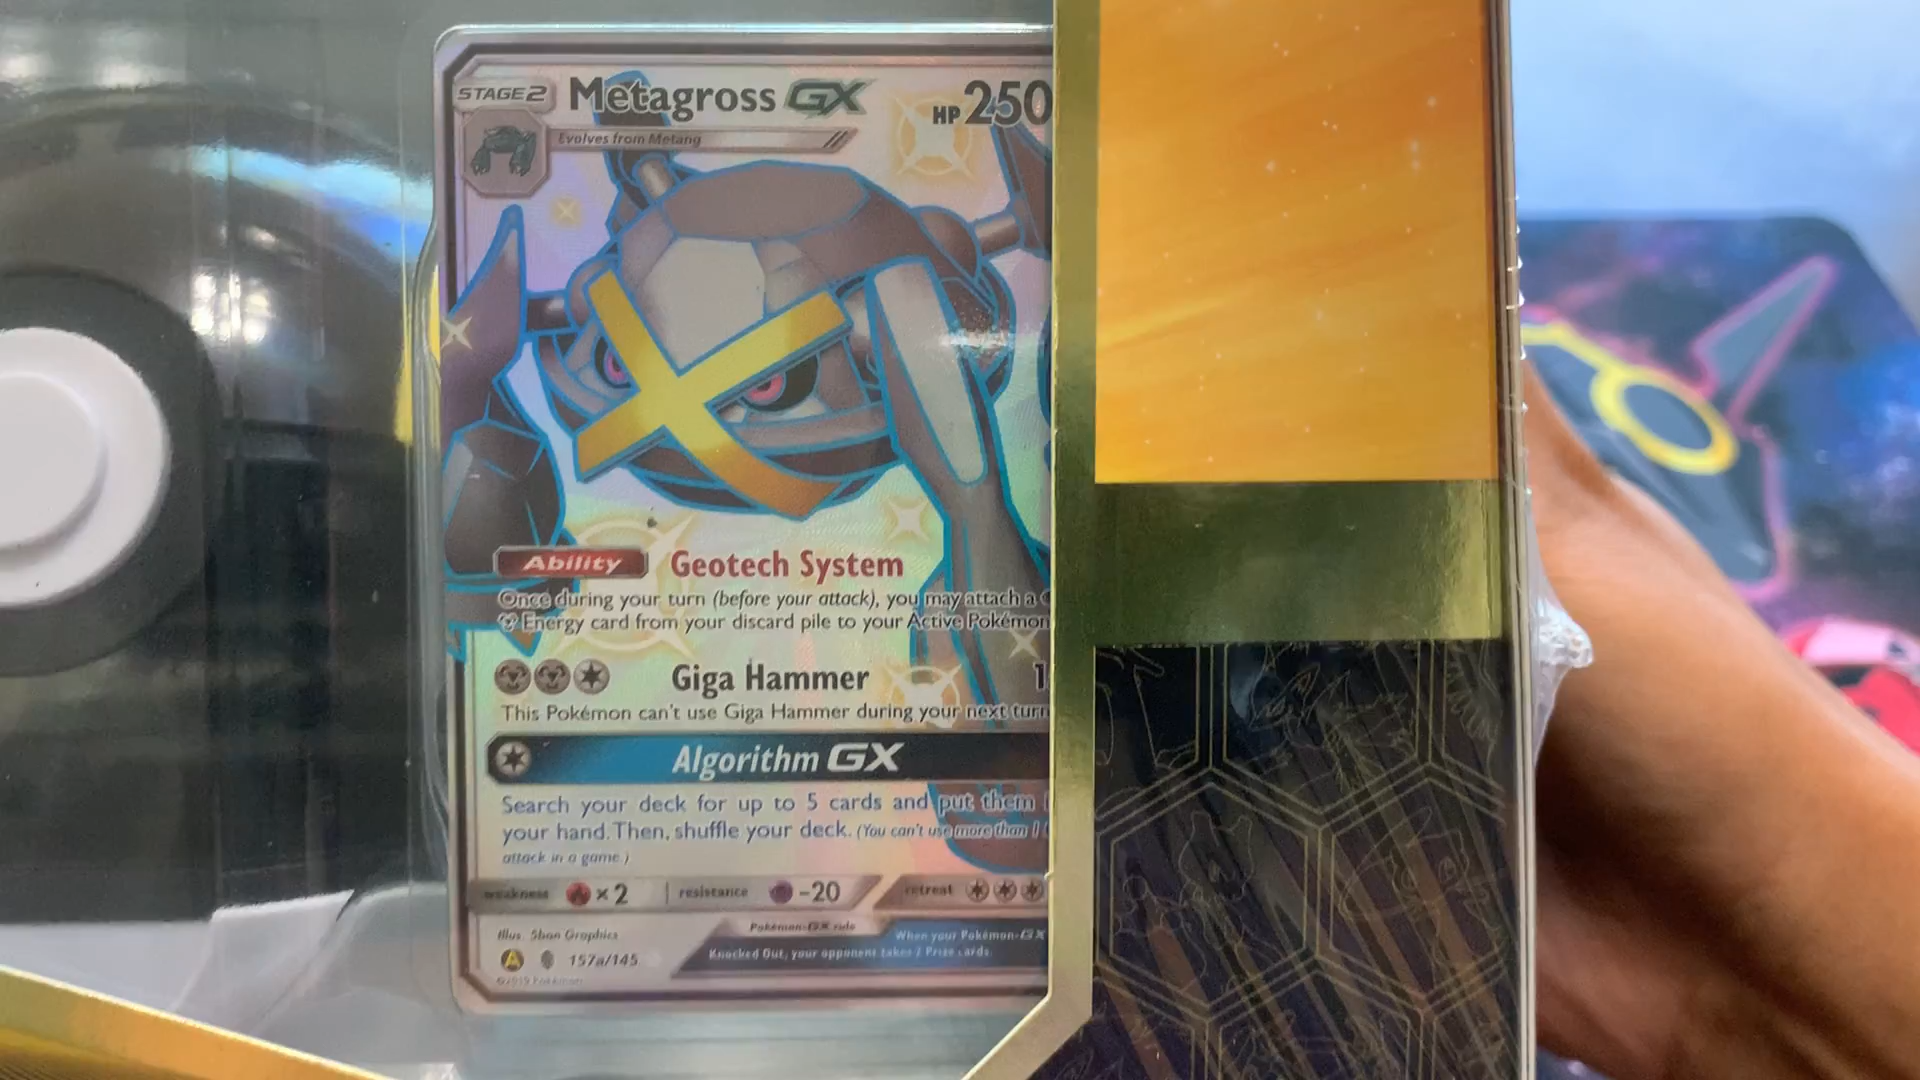 STAGE2 Metagross GX HP 250
Evolves from Metang
Ability Geotech System
Once during your turn (before your attack), you may attach a
Energy card from your discard pile to your Active Pokémon
Giga Hammer 1
This Pokémon can't use Giga Hammer during your next turn
Algorithm GX
Search your deck for up to 5 cards and put them
your hand. Then, shuffle your deck. (You can't use more than 1
attack in a game.)
weakness ×2 resistance -20 retreat
Pokémon-GX rule
When your Pokémon-GX
Knocked Out, your opponent takes 2 Prize cards.
Illus. 5ban Graphics
157a/145
©2019 Pokémon